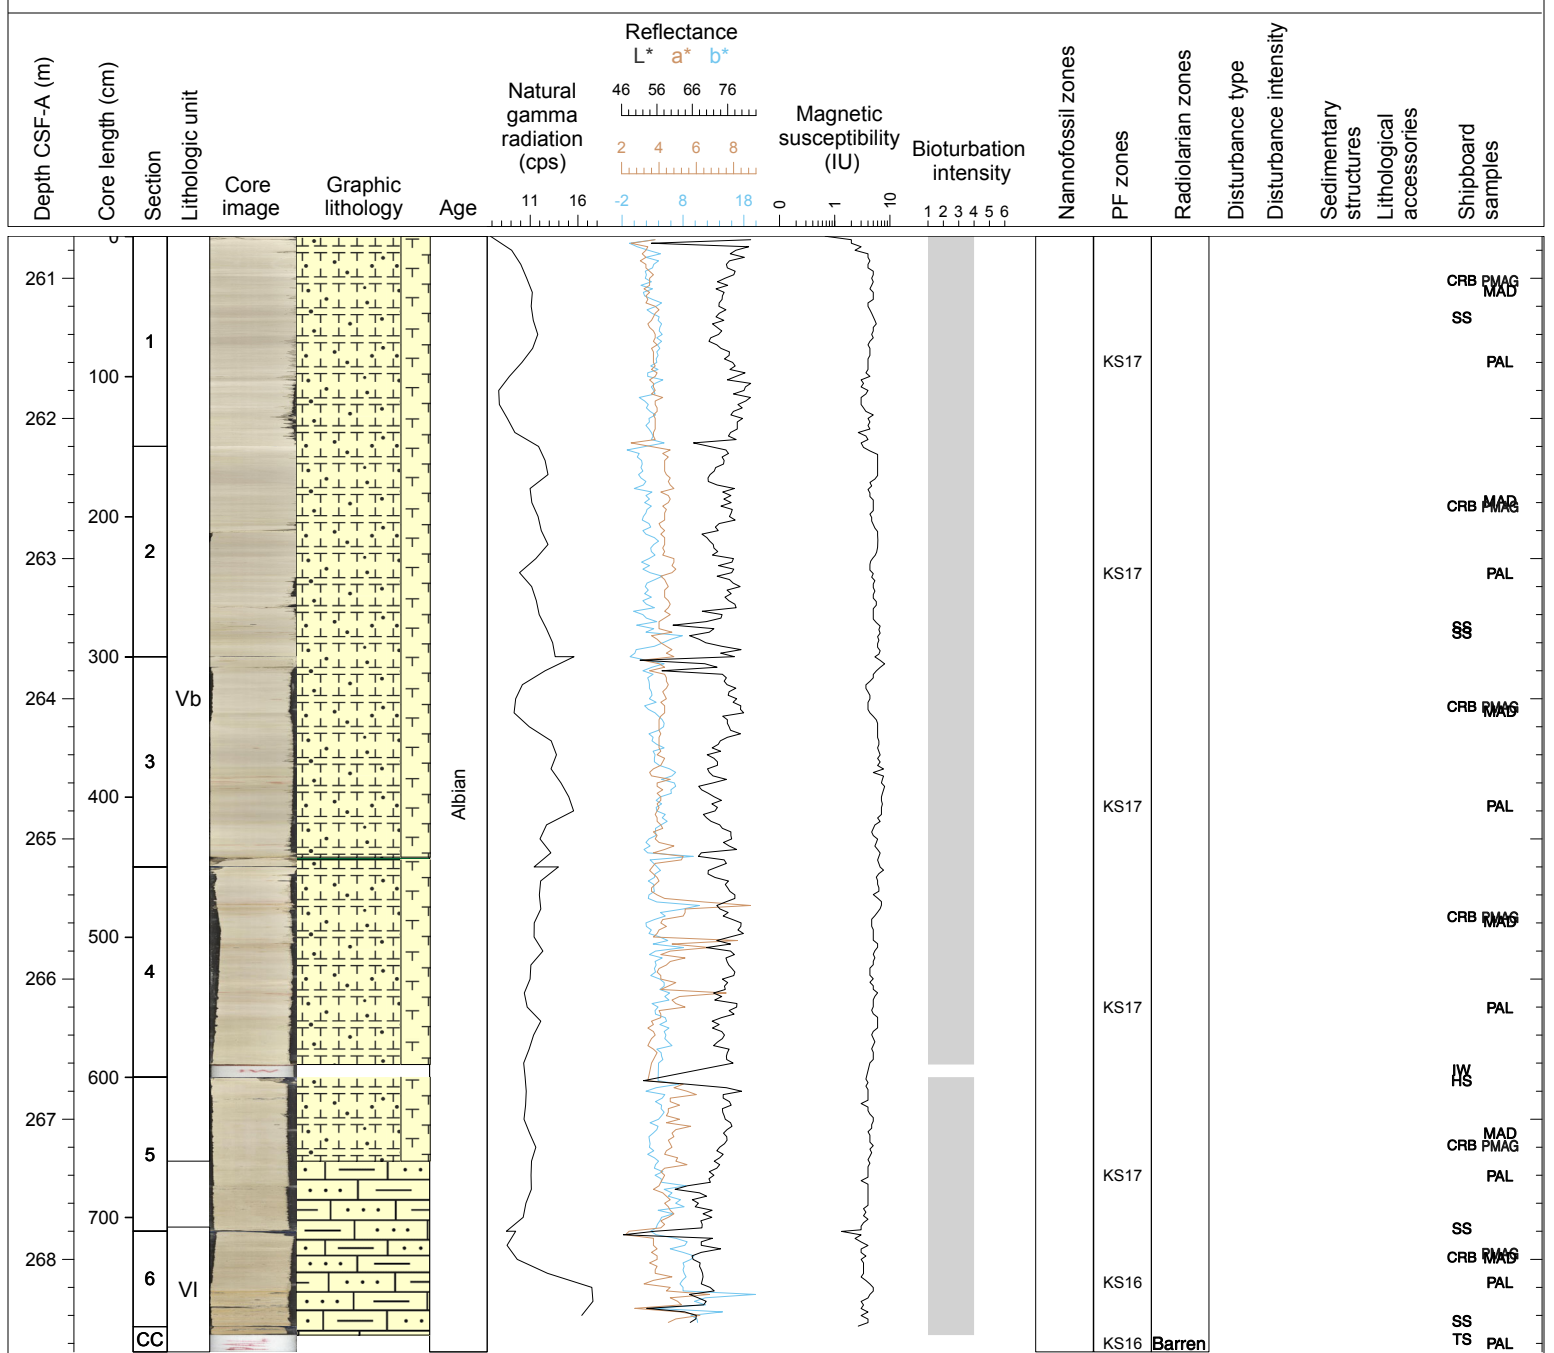 Depth CSF-A (m)
Core length (cm)
Section
Lithologic unit
Core image
Graphic lithology
Age
Natural gamma radiation (cps)
11 16
Reflectance
L* a* b*
46 56 66 76
2 4 6 8
-2 8 18
Magnetic susceptibility (IU)
0 1 10
Bioturbation intensity
1 2 3 4 5 6
Nannofossil zones
PF zones
Radiolarian zones
Disturbance type
Disturbance intensity
Sedimentary structures
Lithological accessories
Shipboard samples
0
261
CRB PMAG
MAD
SS
1
KS17 PAL
100
262
MAD
CRB PMAG
200
2
263
KS17 PAL
SS
SS
300
264
Vb
CRB PMAG
MAD
3
Albian
400
KS17 PAL
265
CRB PMAG
MAD
500
4
266
KS17 PAL
IW
HS
600
267
MAD
CRB PMAG
5
KS17 PAL
700
SS
268
PMAG
CRB MAD
6
VI
KS16 PAL
SS
TS
CC
KS16 Barren PAL